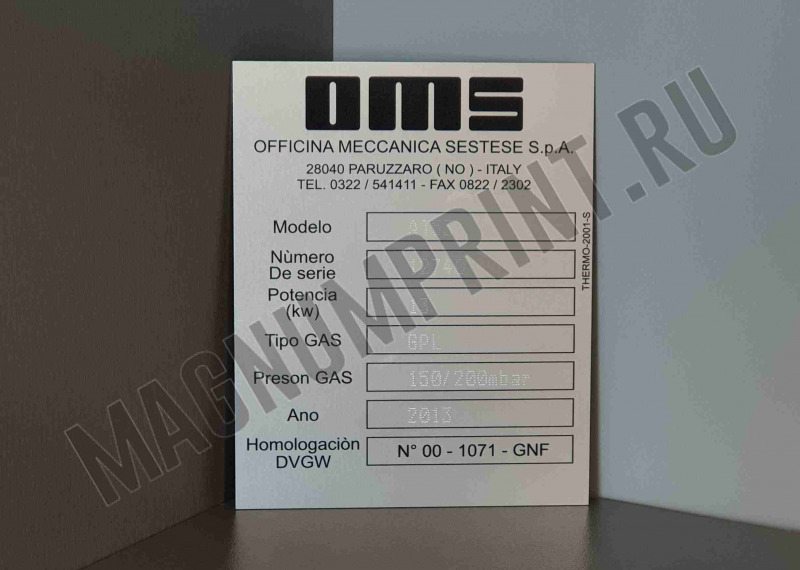 OMS
OFFICINA MECCANICA SESTESE S.p.A.
28040 PARUZZARO ( NO ) - ITALY
TEL. 0322 / 541411 - FAX 0822 / 2302
Modelo
Nùmero
De serie
Potencia
(kw)
Tipo GAS GPL
Preson GAS 150/200mbar
Ano 2013
Homologaciòn
DVGW N° 00 - 1071 - GNF
THERMO-2001-S
MAGNUMPRINT.RU